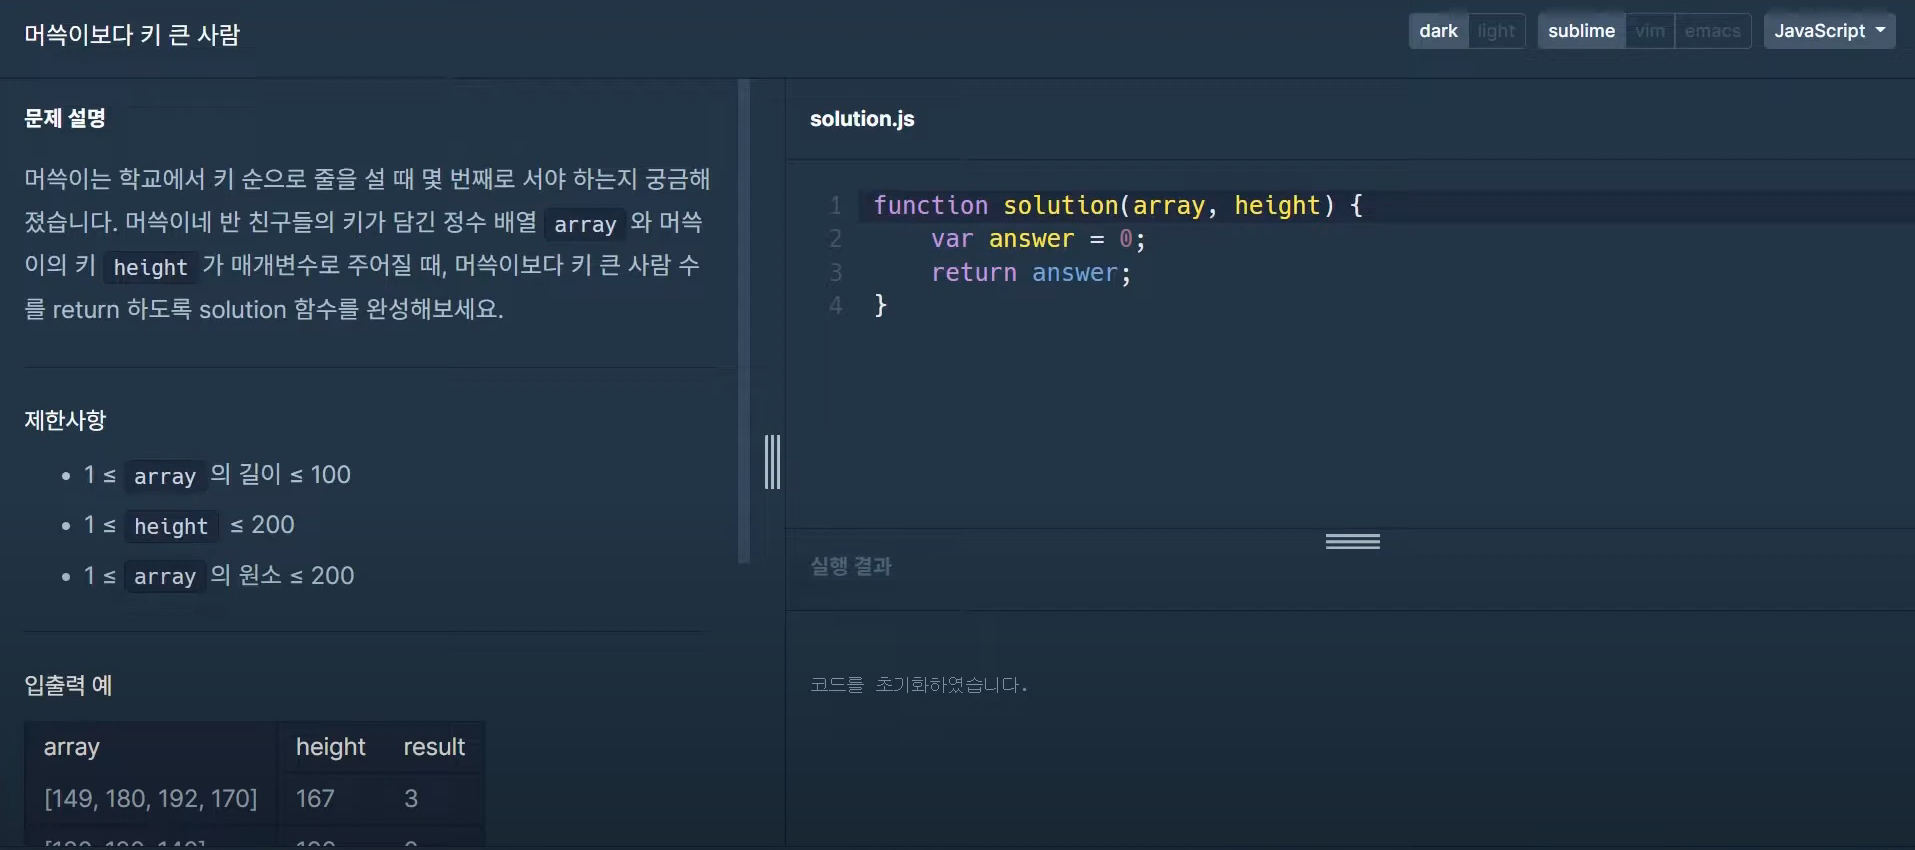 머쓱이보다 키 큰 사람
dark light sublime vim emacs JavaScript
문제 설명
머쓱이는 학교에서 키 순으로 줄을 설 때 몇 번째로 서야 하는지 궁금해
졌습니다. 머쓱이네 반 친구들의 키가 담긴 정수 배열 array 와 머쓱
이의 키 height 가 매개변수로 주어질 때, 머쓱이보다 키 큰 사람 수
를 return 하도록 solution 함수를 완성해보세요.
제한사항
• 1 ≤ array 의 길이 ≤ 100
• 1 ≤ height ≤ 200
• 1 ≤ array 의 원소 ≤ 200
입출력 예
array height result
[149, 180, 192, 170] 167 3
solution.js
1 function solution(array, height) {
2 var answer = 0;
3 return answer;
4 }
실행 결과
코드를 초기화하였습니다.